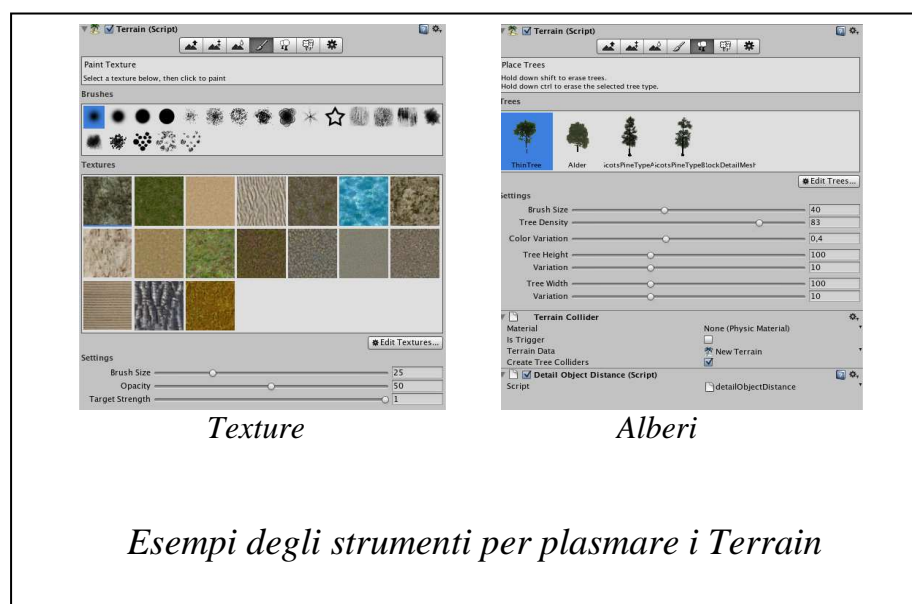 Terrain (Script)
Paint Texture
Select a texture below, then click to paint
Brushes
Textures
Edit Textures...
Settings
Brush Size 25
Opacity 50
Target Strength 1
Terrain (Script)
Place Trees
Hold down shift to erase trees.
Hold down ctrl to erase the selected tree type.
Trees
ThinTree Alder icotsPineTypeA icotsPineTypeB lockDetailMesh
Edit Trees...
Settings
Brush Size 40
Tree Density 83
Color Variation 0,4
Tree Height 100
Variation 10
Tree Width 100
Variation 10
Terrain Collider
Material None (Physic Material)
Is Trigger
Terrain Data New Terrain
Create Tree Colliders
Detail Object Distance (Script)
Script detailObjectDistance
Texture
Alberi
Esempi degli strumenti per plasmare i Terrain